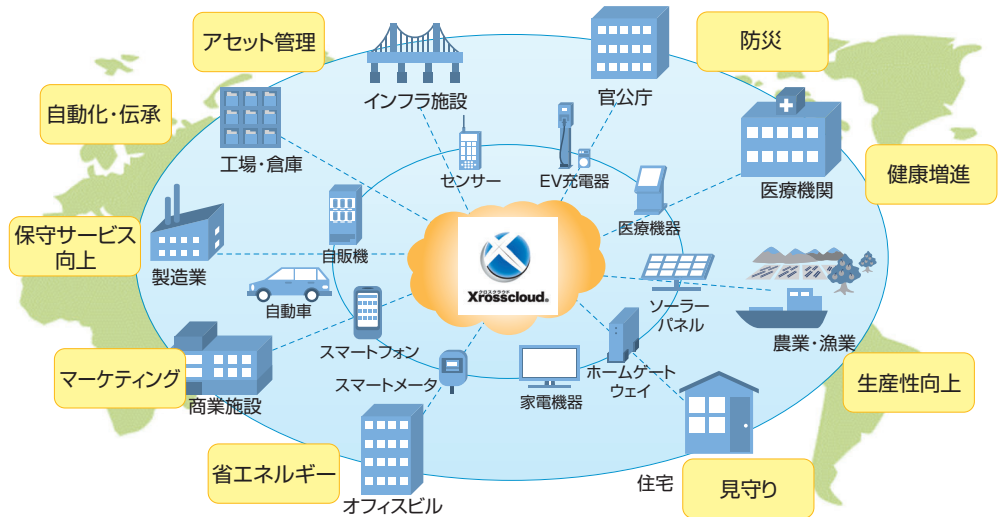 アセット管理
防災
インフラ施設
官公庁
自動化・伝承
工場・倉庫
センサー
EV充電器
医療機関
健康増進
医療機器
自販機
保守サービス
向上
製造業
クロスクラウド
Xrosscloud®
自動車
ソーラー
パネル
農業・漁業
スマートフォン
スマートメータ
ホームゲート
ウェイ
家電機器
マーケティング
商業施設
生産性向上
省エネルギー
オフィスビル
住宅
見守り